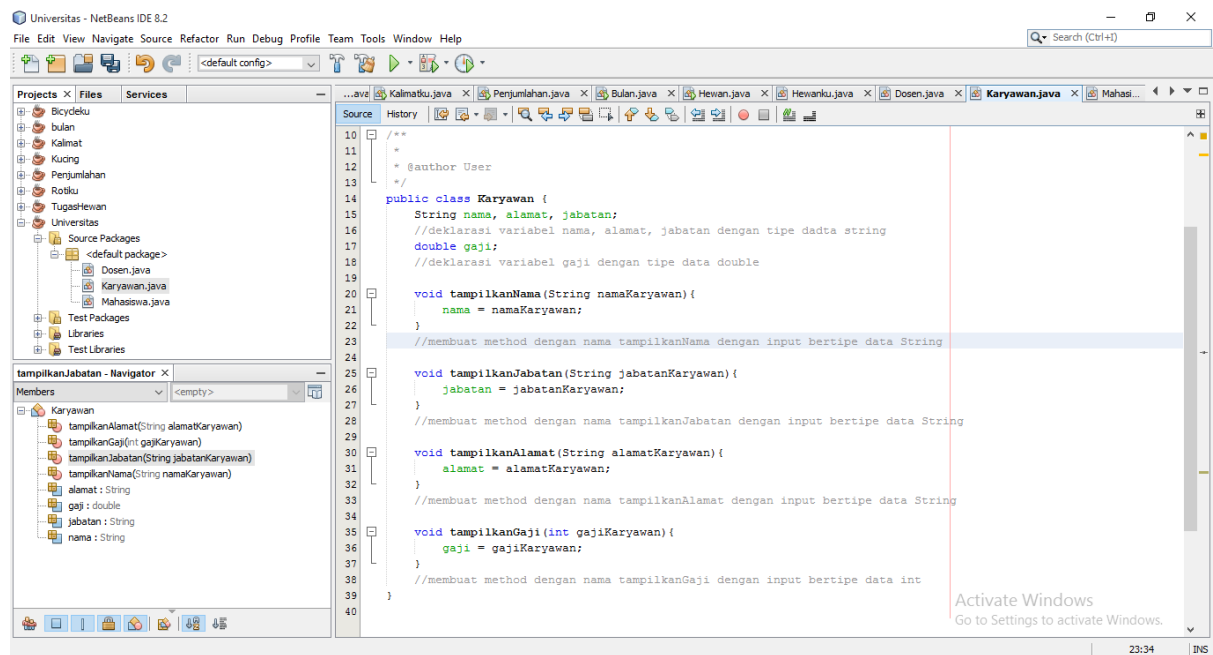 Universitas - NetBeans IDE 8.2
File Edit View Navigate Source Refactor Run Debug Profile Team Tools Window Help
Search (Ctrl+I)
<default config>
Projects Files Services
Bicycleku
bulan
Kalimat
Kucing
Penjumlahan
Rotiku
TugasHewan
Universitas
Source Packages
<default package>
Dosen.java
Karyawan.java
Mahasiswa.java
Test Packages
Libraries
Test Libraries
tampilkanJabatan - Navigator
Members <empty>
Karyawan
tampilkanAlamat(String alamatKaryawan)
tampilkanGaji(int gajiKaryawan)
tampilkanJabatan(String jabatanKaryawan)
tampilkanNama(String namaKaryawan)
alamat : String
gaji : double
jabatan : String
nama : String
...ava Kalimatku.java Penjumlahan.java Bulan.java Hewan.java Hewanku.java Dosen.java Karyawan.java Mahasi...
Source History
10 /**
11 *
12 * @author User
13 */
14 public class Karyawan {
15 String nama, alamat, jabatan;
16 //deklarasi variabel nama, alamat, jabatan dengan tipe dadta string
17 double gaji;
18 //deklarasi variabel gaji dengan tipe data double
19
20 void tampilkanNama(String namaKaryawan){
21 nama = namaKaryawan;
22 }
23 //membuat method dengan nama tampilkanNama dengan input bertipe data String
24
25 void tampilkanJabatan(String jabatanKaryawan){
26 jabatan = jabatanKaryawan;
27 }
28 //membuat method dengan nama tampilkanJabatan dengan input bertipe data String
29
30 void tampilkanAlamat(String alamatKaryawan){
31 alamat = alamatKaryawan;
32 }
33 //membuat method dengan nama tampilkanAlamat dengan input bertipe data String
34
35 void tampilkanGaji(int gajiKaryawan){
36 gaji = gajiKaryawan;
37 }
38 //membuat method dengan nama tampilkanGaji dengan input bertipe data int
39 }
40
Activate Windows
Go to Settings to activate Windows.
23:34 INS